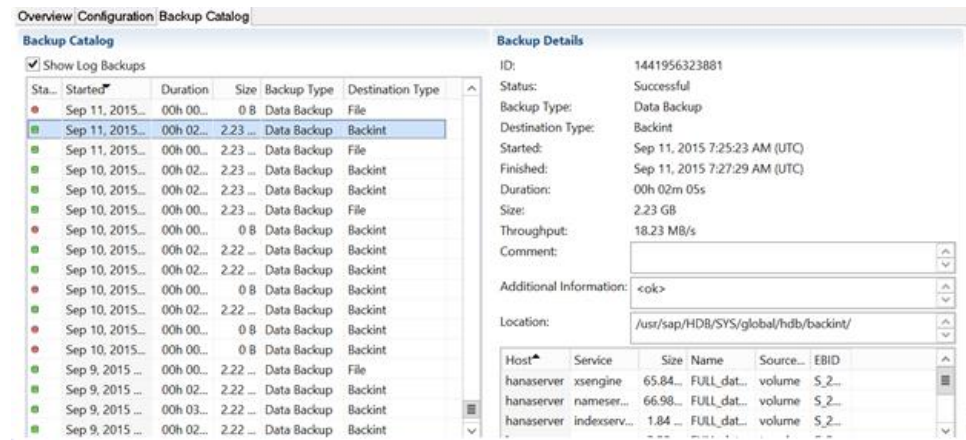 Overview Configuration Backup Catalog
Backup Catalog
Show Log Backups
Sta... Started Duration Size Backup Type Destination Type
Sep 11, 2015... 00h 00... 0 B Data Backup File
Sep 11, 2015... 00h 02... 2.23 ... Data Backup Backint
Sep 11, 2015... 00h 00... 2.23 ... Data Backup File
Sep 10, 2015... 00h 02... 2.23 ... Data Backup Backint
Sep 10, 2015... 00h 02... 2.23 ... Data Backup Backint
Sep 10, 2015... 00h 00... 2.23 ... Data Backup File
Sep 10, 2015... 00h 00... 0 B Data Backup Backint
Sep 10, 2015... 00h 02... 2.22 ... Data Backup Backint
Sep 10, 2015... 00h 02... 2.22 ... Data Backup Backint
Sep 10, 2015... 00h 00... 0 B Data Backup Backint
Sep 10, 2015... 00h 02... 2.22 ... Data Backup Backint
Sep 10, 2015... 00h 00... 0 B Data Backup Backint
Sep 10, 2015... 00h 00... 0 B Data Backup Backint
Sep 9, 2015 ... 00h 00... 2.22 ... Data Backup File
Sep 9, 2015 ... 00h 02... 2.22 ... Data Backup Backint
Sep 9, 2015 ... 00h 03... 2.22 ... Data Backup Backint
Sep 9, 2015 ... 00h 02... 2.22 ... Data Backup Backint
Backup Details
ID: 1441956323881
Status: Successful
Backup Type: Data Backup
Destination Type: Backint
Started: Sep 11, 2015 7:25:23 AM (UTC)
Finished: Sep 11, 2015 7:27:29 AM (UTC)
Duration: 00h 02m 05s
Size: 2.23 GB
Throughput: 18.23 MB/s
Comment:
Additional Information: <ok>
Location: /usr/sap/HDB/SYS/global/hdb/backint/
Host Service Size Name Source... EBID
hanaserver xsengine 65.84... FULL_dat... volume S_2...
hanaserver nameser... 66.98... FULL_dat... volume S_2...
hanaserver indexserv... 1.84 ... FULL_dat... volume S_2...